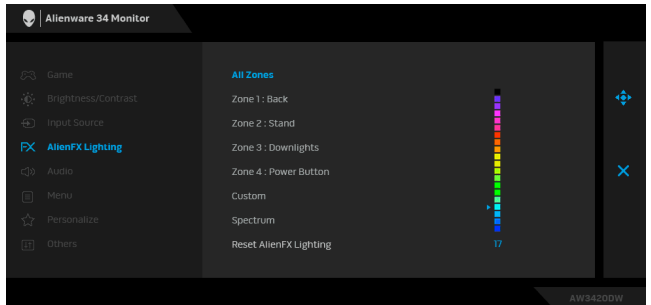 Alienware 34 Monitor
Game
Brightness/Contrast
Input Source
AlienFX Lighting
Audio
Menu
Personalize
Others
All Zones
Zone 1 : Back
Zone 2 : Stand
Zone 3 : Downlights
Zone 4 : Power Button
Custom
Spectrum
Reset AlienFX Lighting
17
AW3420DW